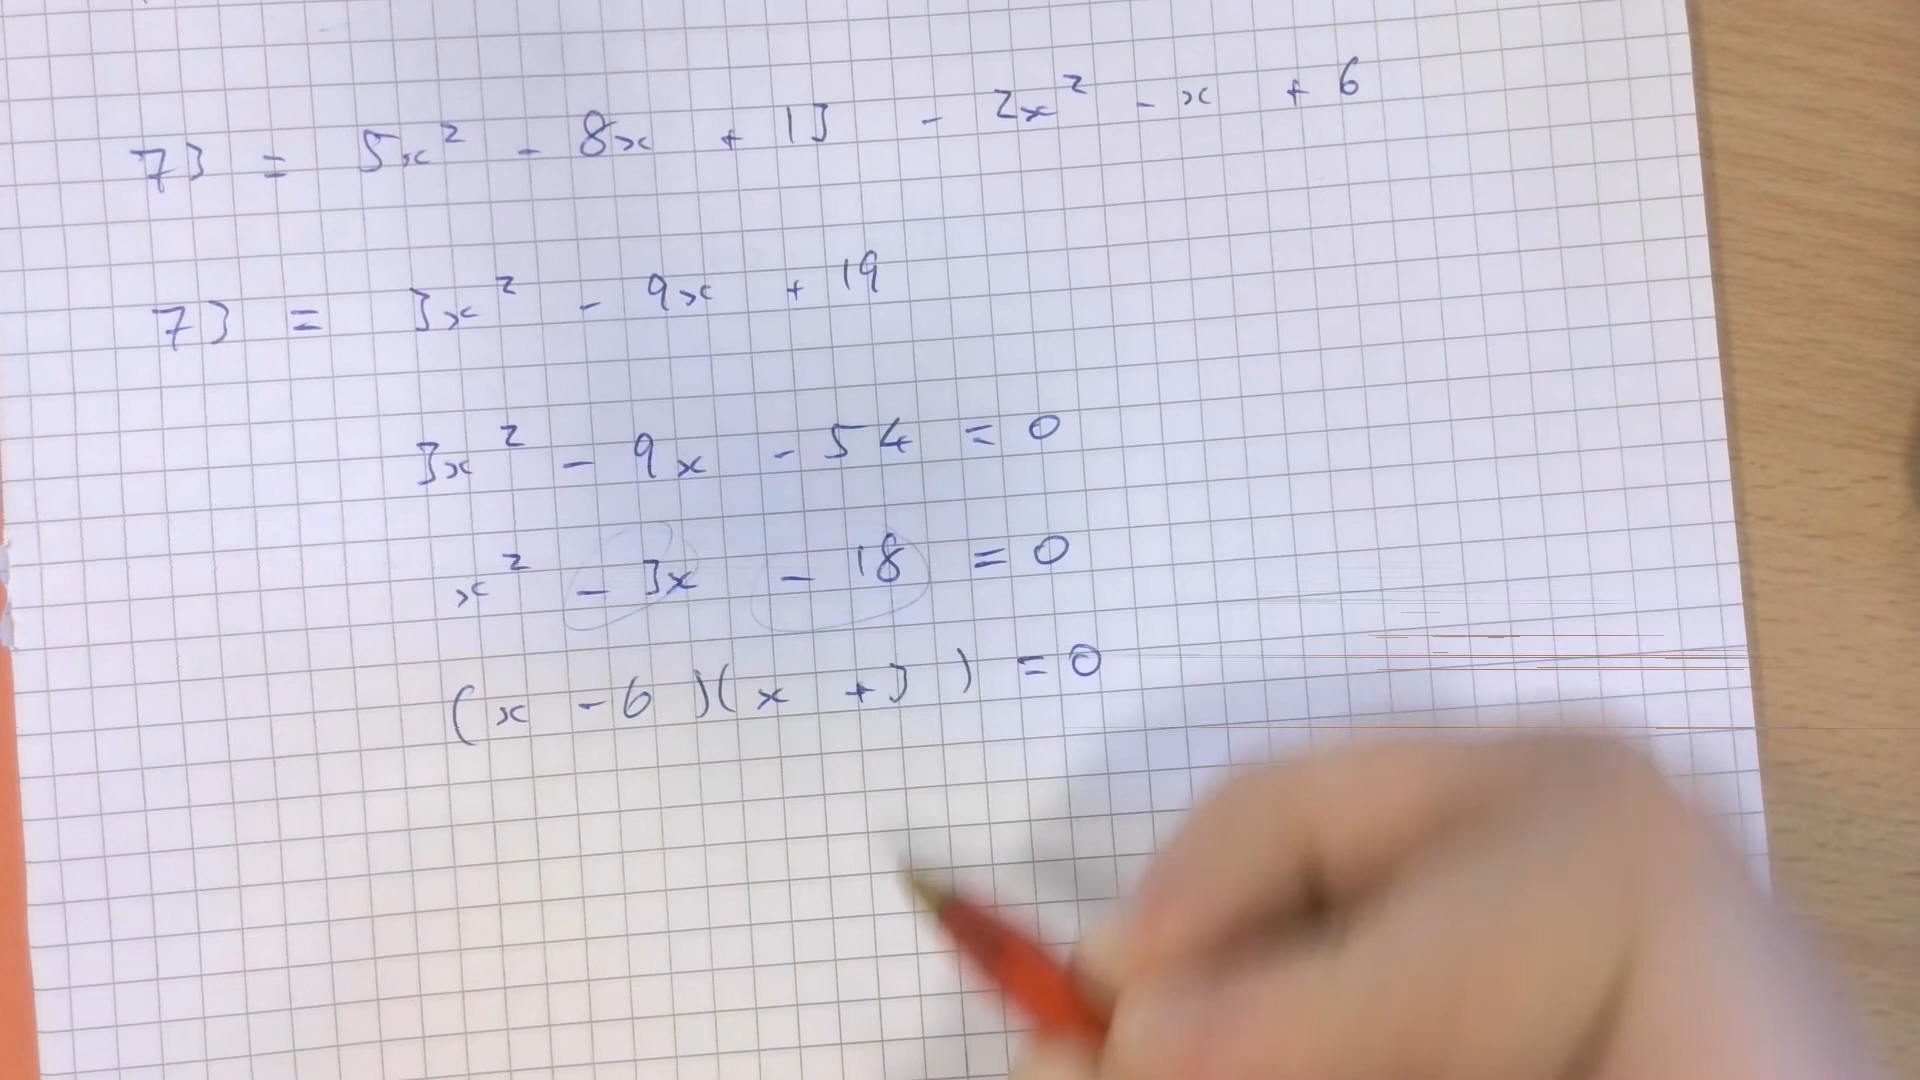 73 = 5x² - 8x + 13 - 2x² - x + 6
73 = 3x² - 9x + 19
3x² - 9x - 54 = 0
x² - 3x - 18 = 0
(x - 6)(x + 3) = 0